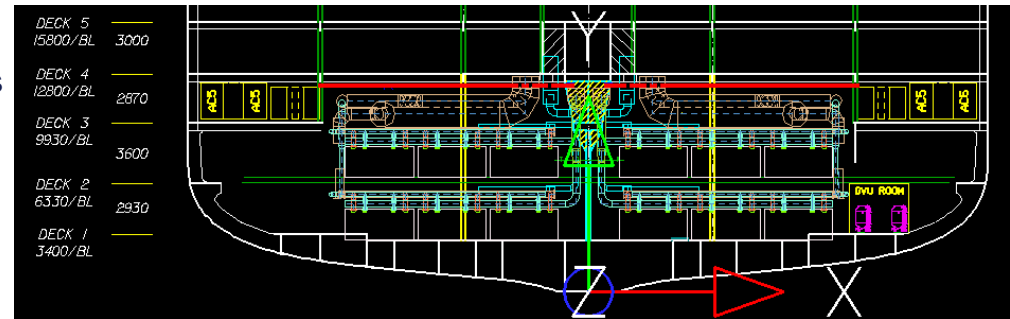 DECK 5
15800/BL 3000
DECK 4
12800/BL
2870
DECK 3
9930/BL
3600
DECK 2
6330/BL
2930
DECK 1
3400/BL
S
AC5 AC5
AC5 AC5
DVU ROOM
Y
Z
X